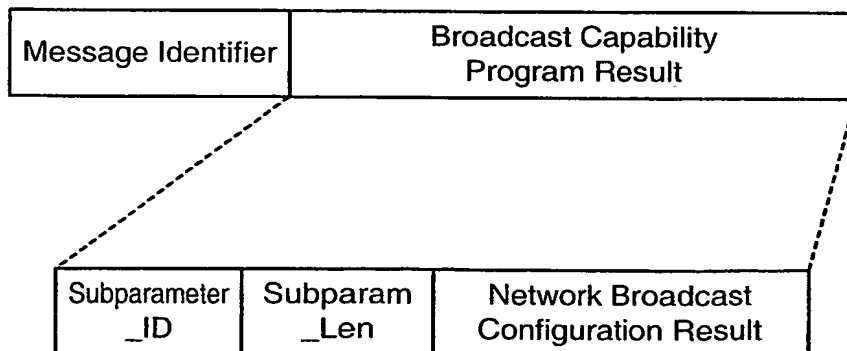 Message Identifier
Broadcast Capability
Program Result
Subparameter
_ID
Subparam
_Len
Network Broadcast
Configuration Result